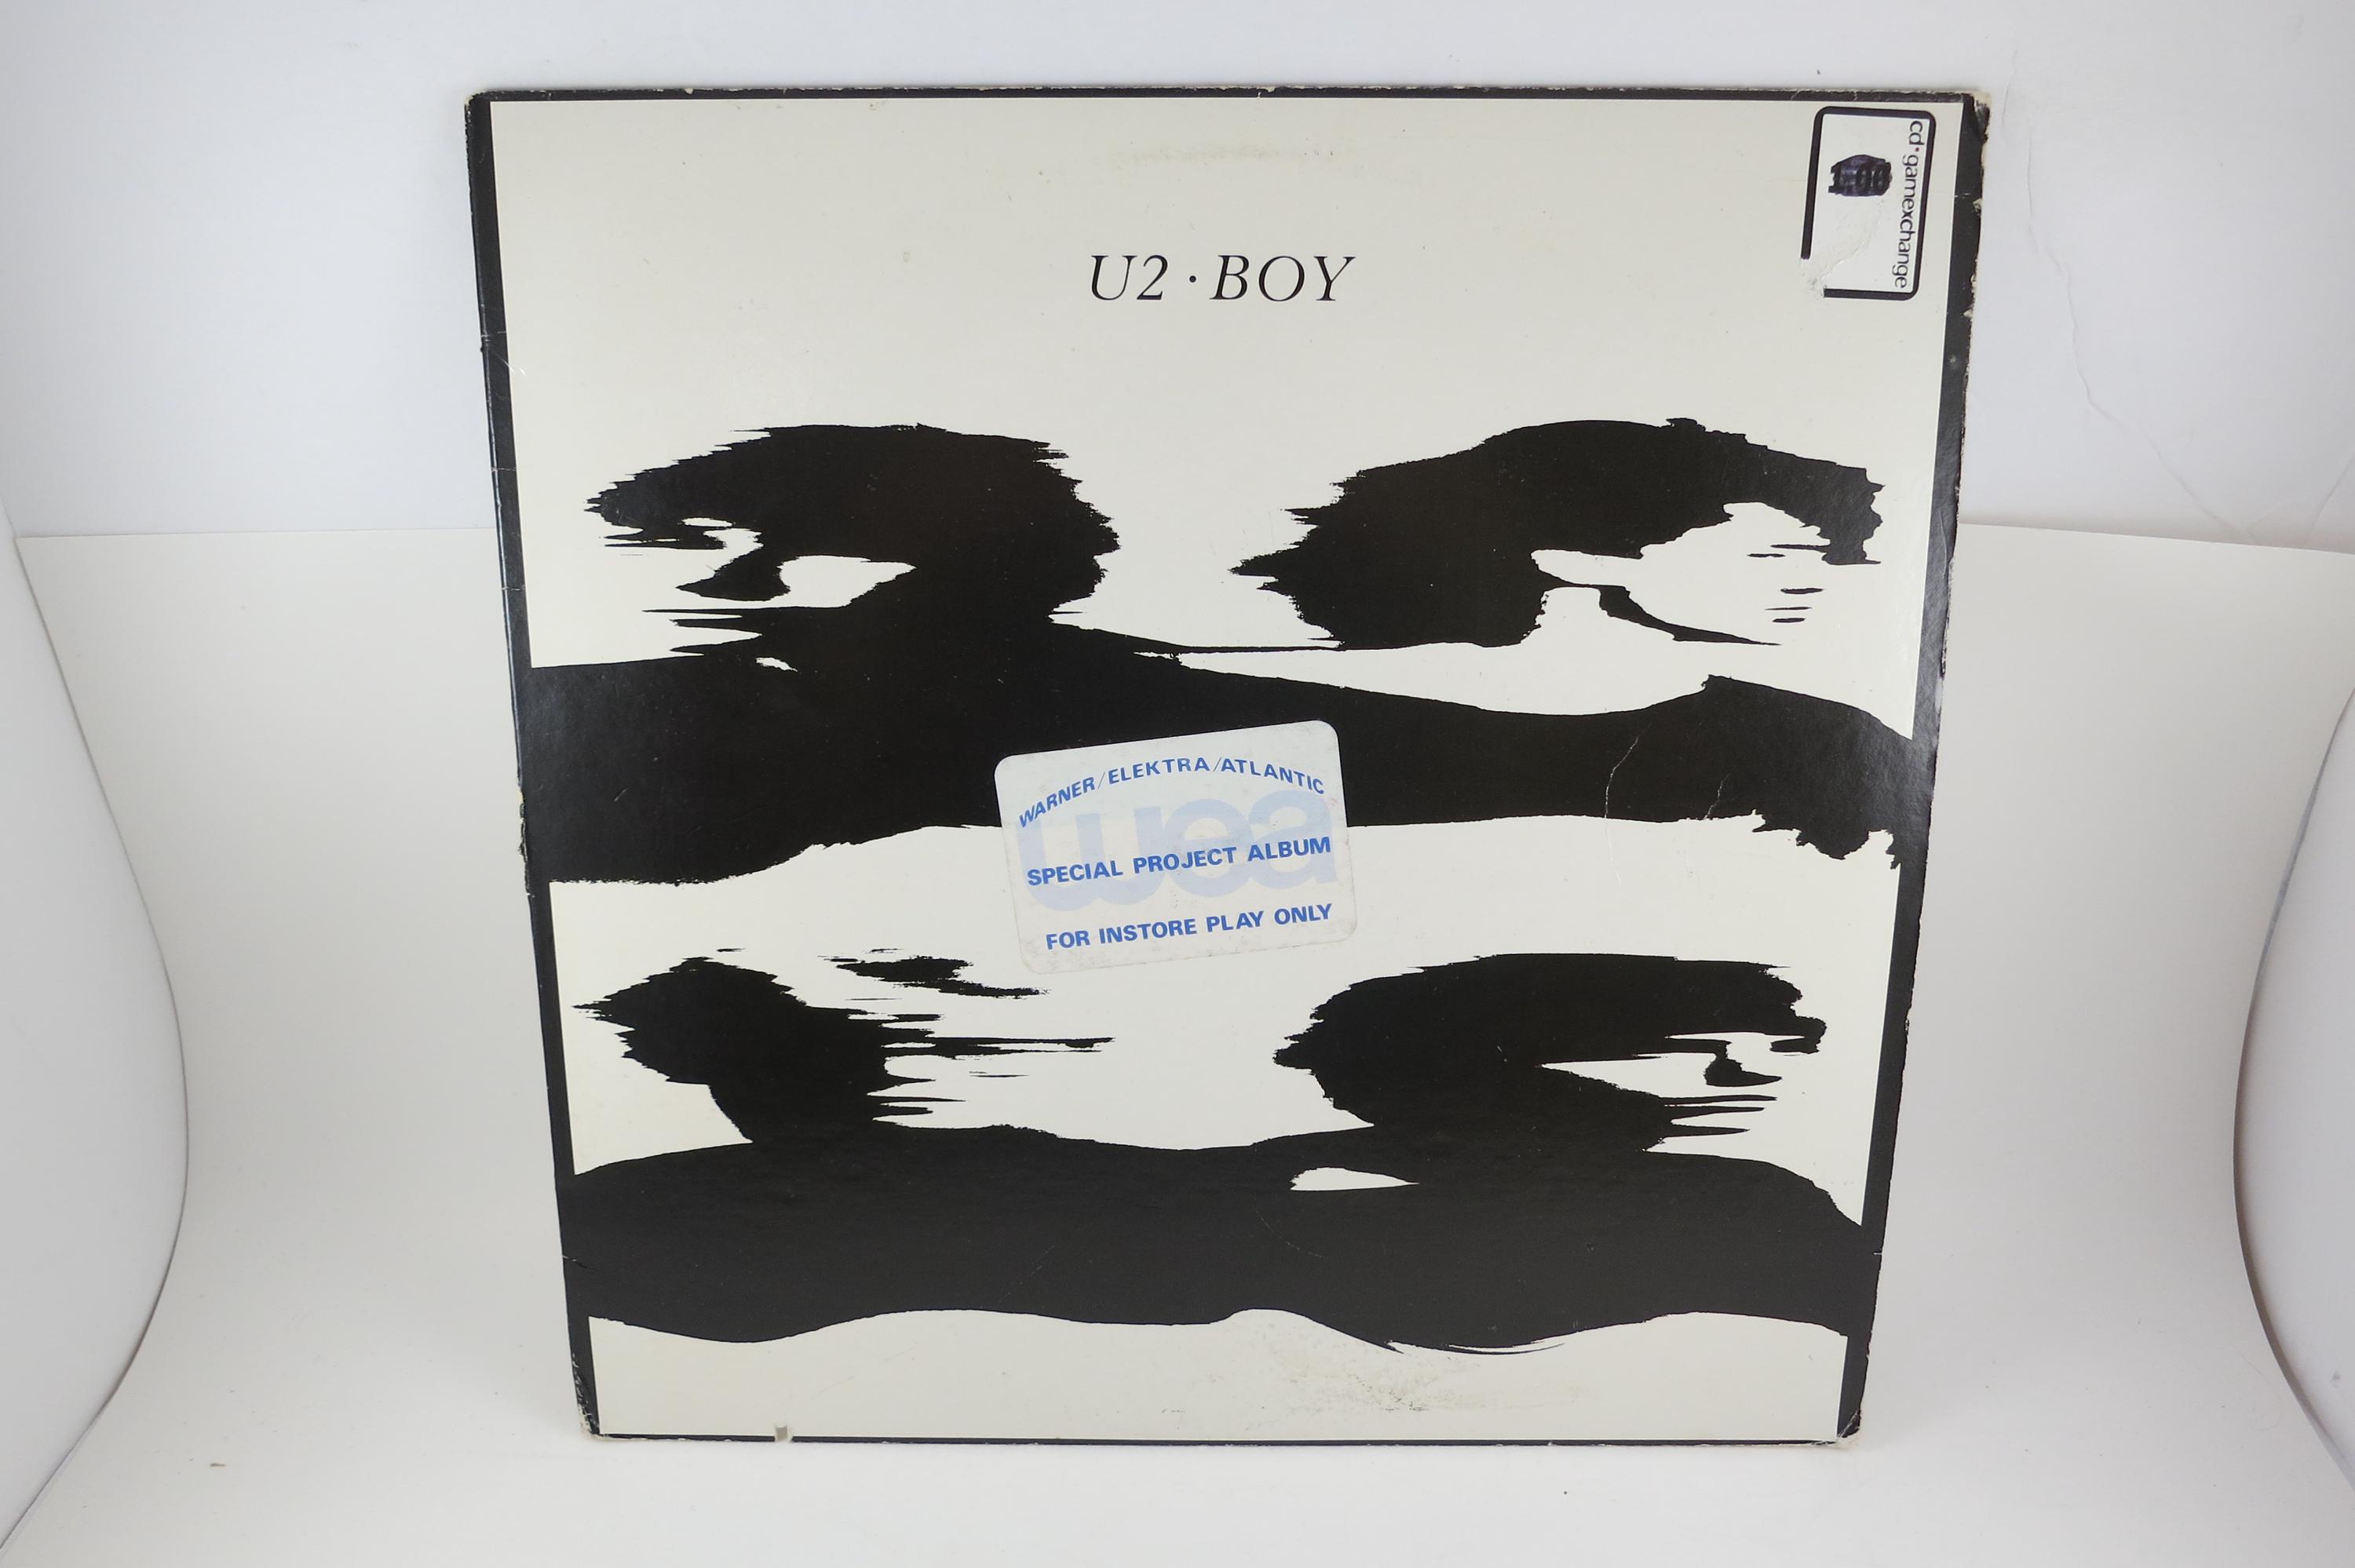 cd·gamexchange
U2 · BOY
WARNER/ELEKTRA/ATLANTIC
wea
SPECIAL PROJECT ALBUM
FOR INSTORE PLAY ONLY